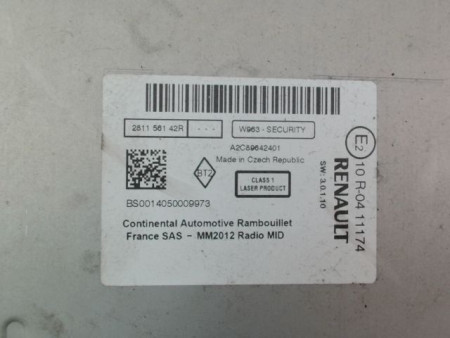 2811 561 42R - - - W963 - SECURITY
A2C89642401
Made in Czech Republic
BT2
CLASS 1
LASER PRODUCT
BS0014050009973
Continental Automotive Rambouillet
France SAS - MM2012 Radio MID
E2 10 R-04 11174
RENAULT
SW: 3.0.1.10